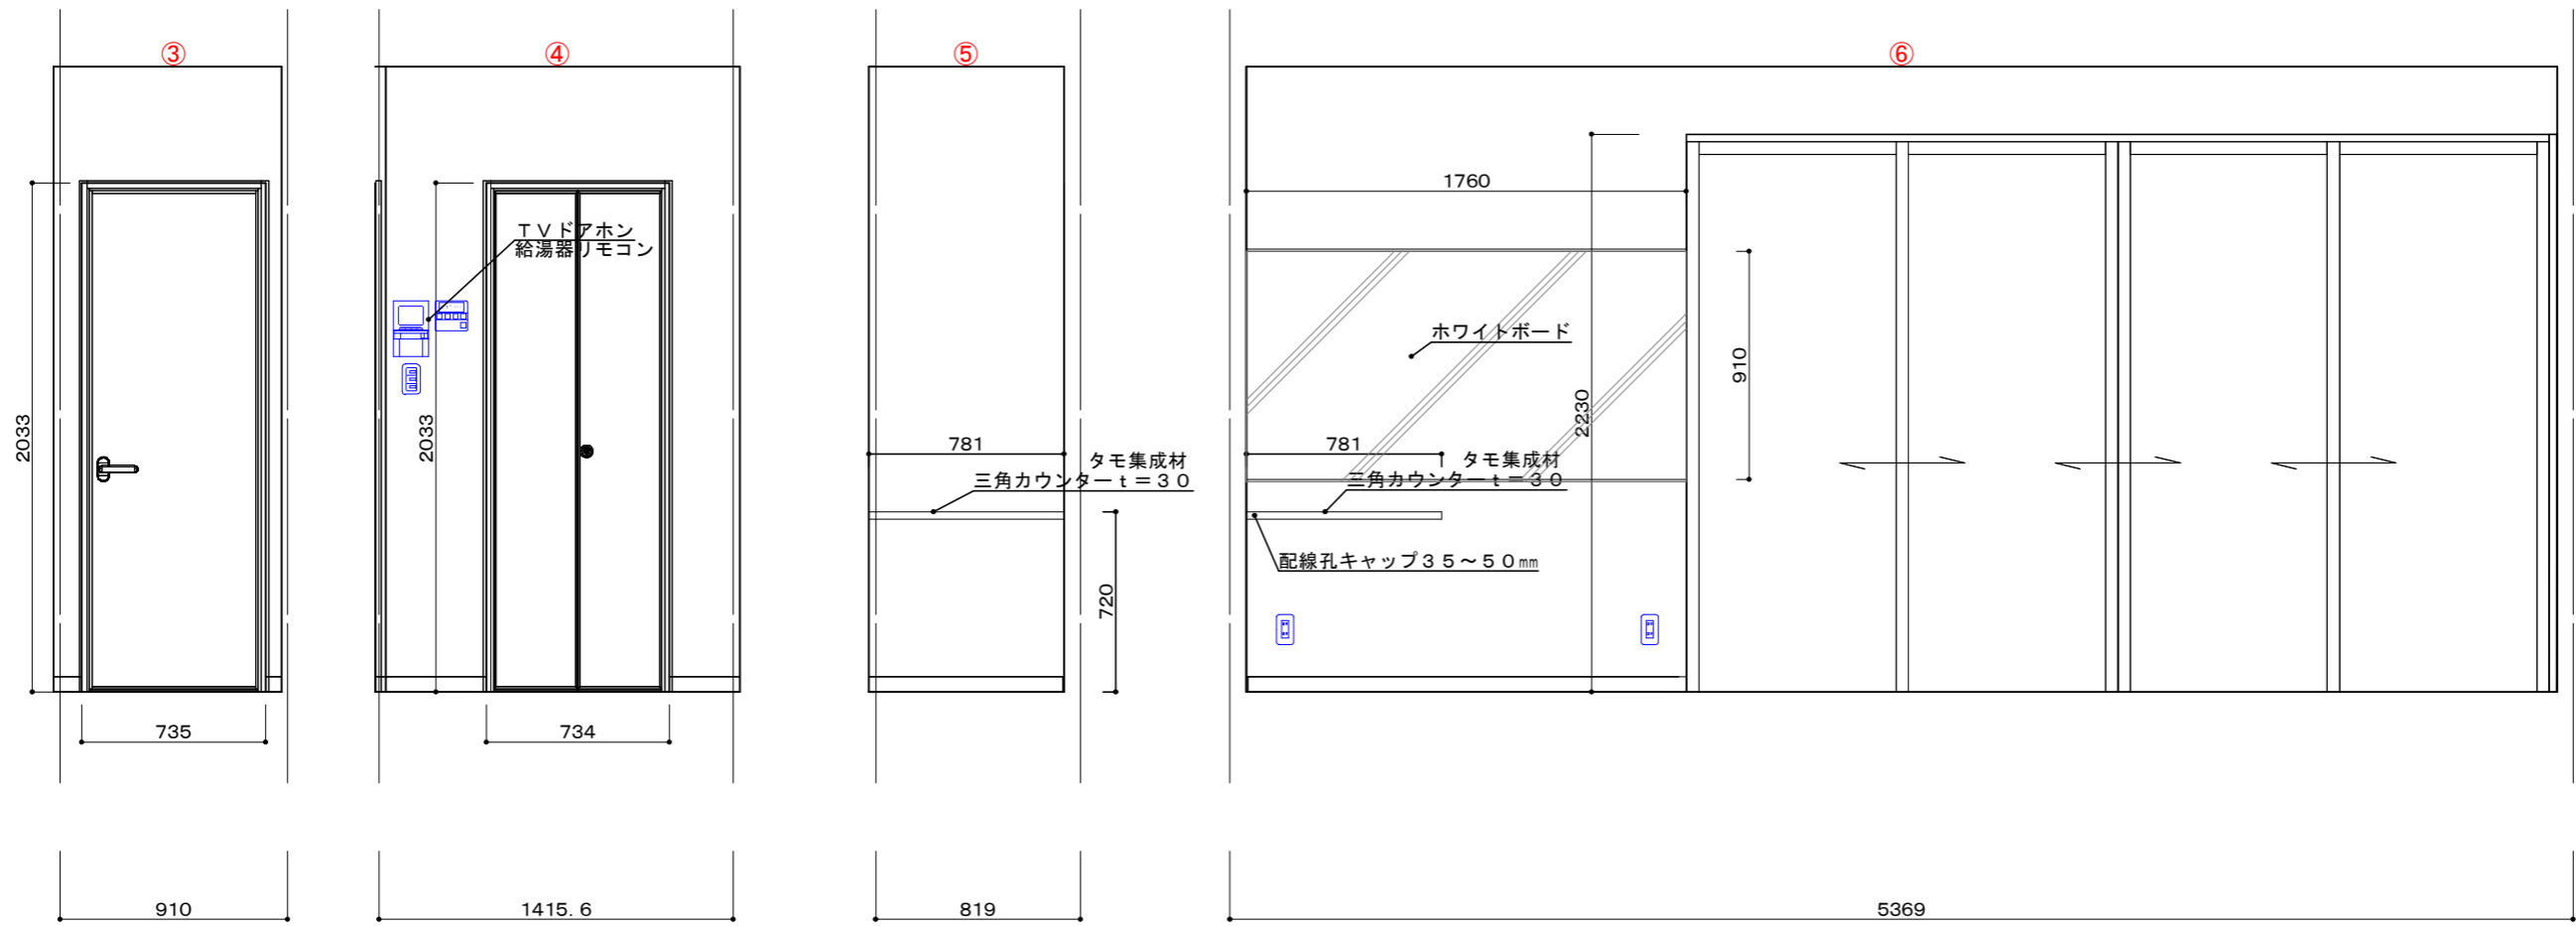 ③
④
⑤
⑥
1760
TVドアホン
給湯器リモコン
ホワイトボード
910
2230
2033
2033
781
タモ集成材
三角カウンターt=30
781
タモ集成材
三角カウンターt=30
配線孔キャップ35~50㎜
720
735
734
910
1415.6
819
5369